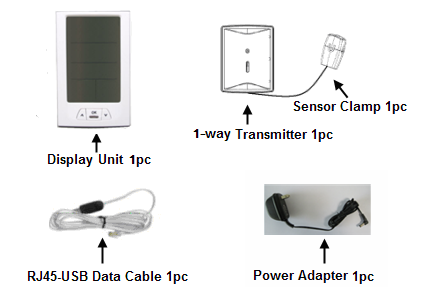 Sensor Clamp 1pc
1-way Transmitter 1pc
Display Unit 1pc
RJ45-USB Data Cable 1pc
Power Adapter 1pc